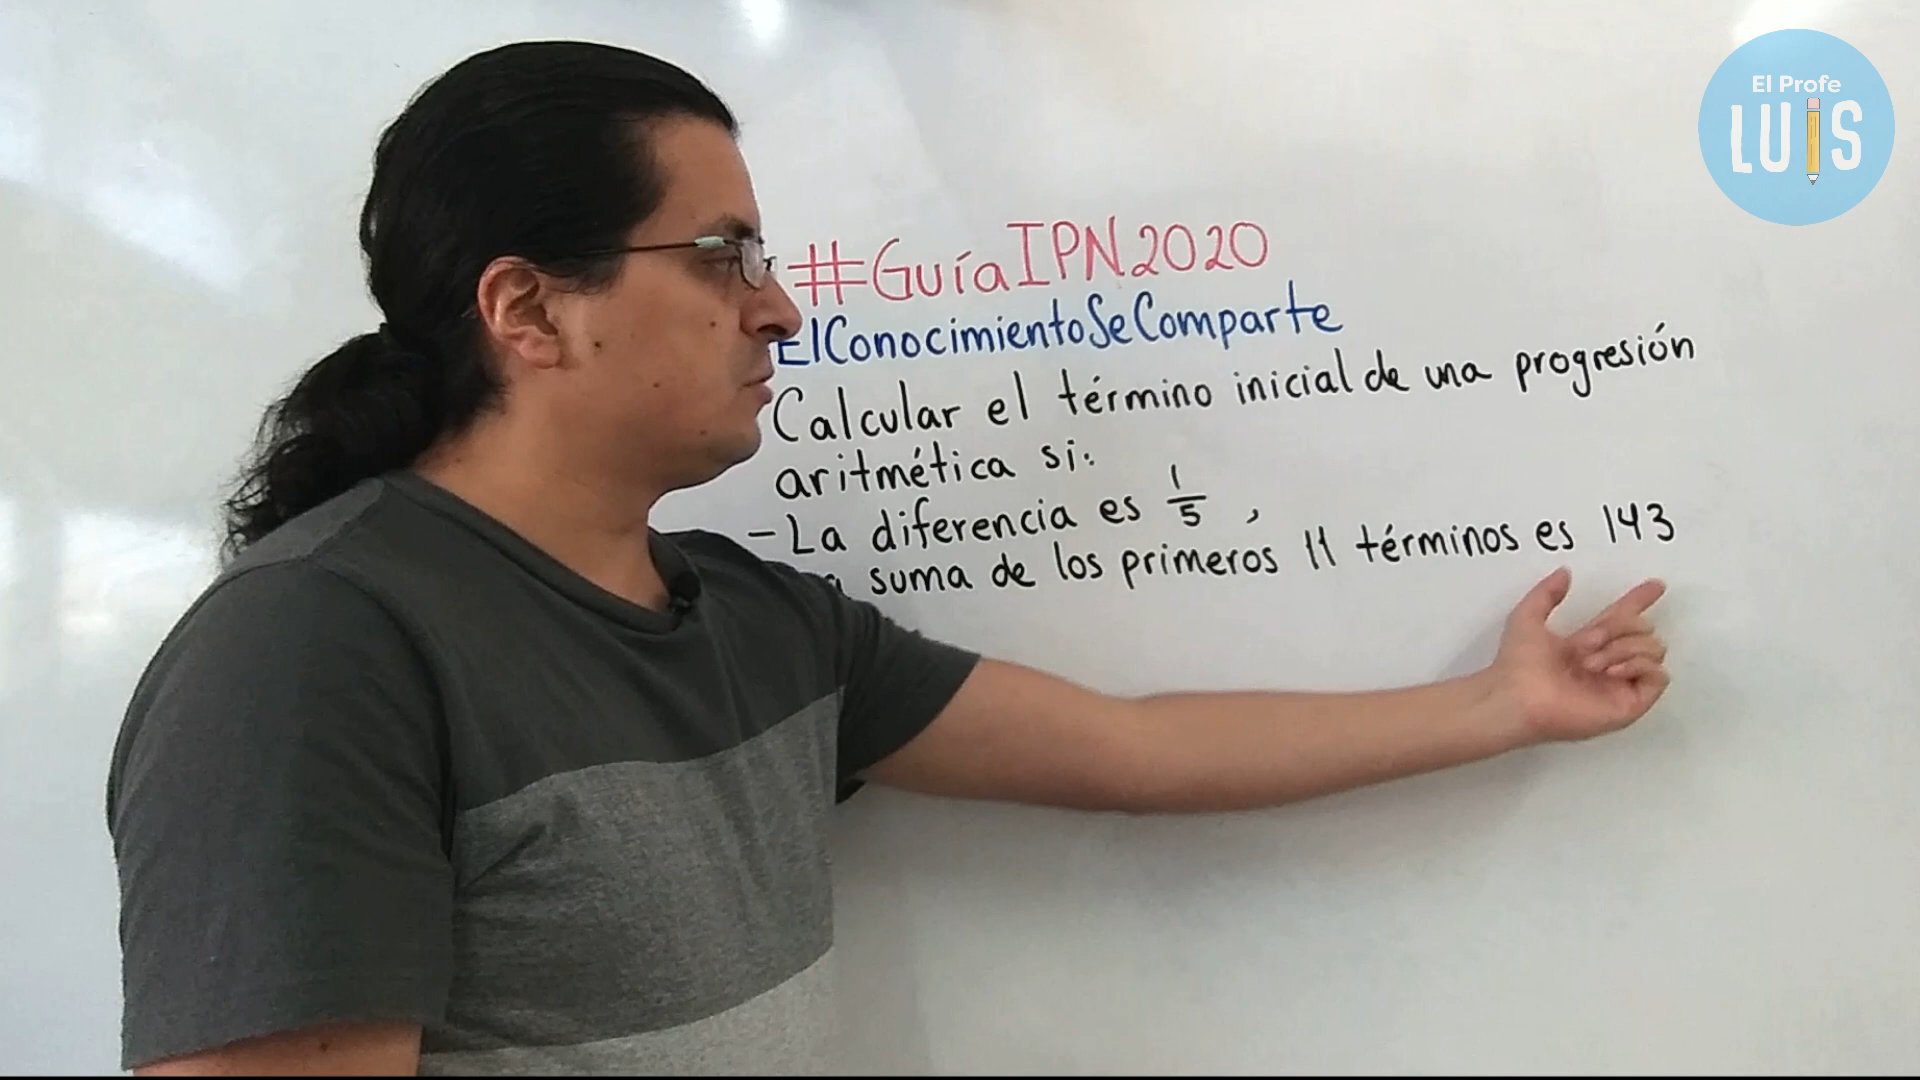 El Profe
LUIS
#GuíaIPN2020
ElConocimientoSeComparte
Calcular el término inicial de una progresión
aritmética si:
-La diferencia es 1/5 ,
suma de los primeros 11 términos es 143